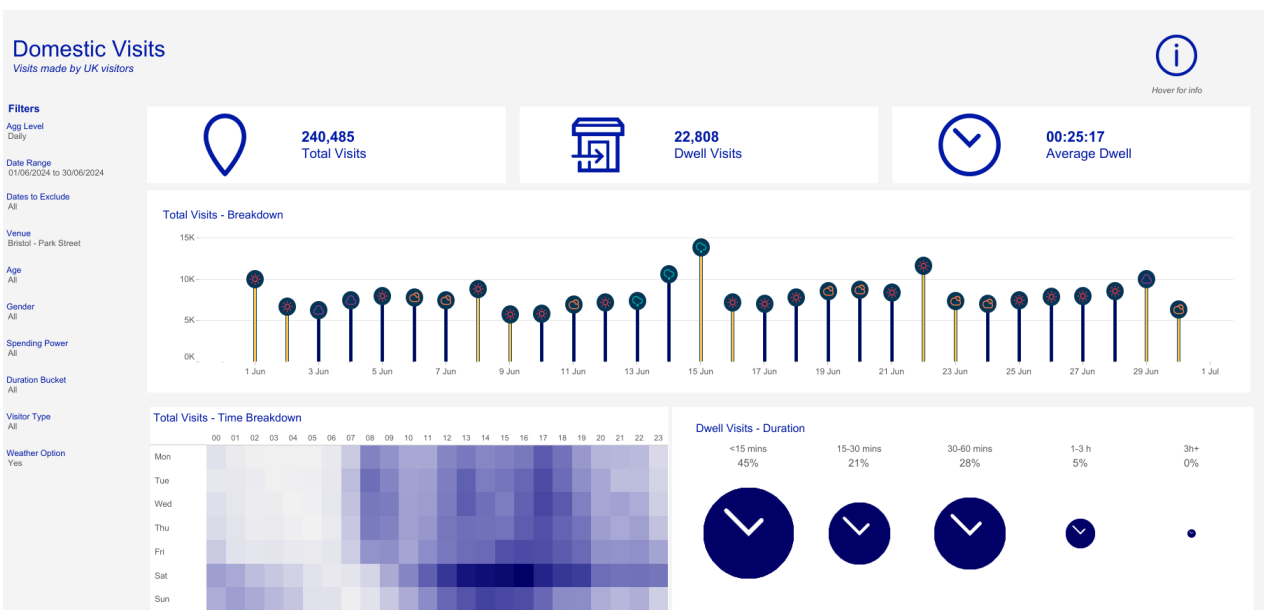 Domestic Visits
Visits made by UK visitors
Hover for info
Filters
Agg Level
Daily
Date Range
01/06/2024 to 30/06/2024
Dates to Exclude
All
Venue
Bristol - Park Street
Age
All
Gender
All
Spending Power
All
Duration Bucket
All
Visitor Type
All
Weather Option
Yes
240,485
Total Visits
22,808
Dwell Visits
00:25:17
Average Dwell
Total Visits - Breakdown
15K
10K
5K
0K
1 Jun 3 Jun 5 Jun 7 Jun 9 Jun 11 Jun 13 Jun 15 Jun 17 Jun 19 Jun 21 Jun 23 Jun 25 Jun 27 Jun 29 Jun 1 Jul
Total Visits - Time Breakdown
00 01 02 03 04 05 06 07 08 09 10 11 12 13 14 15 16 17 18 19 20 21 22 23
Mon
Tue
Wed
Thu
Fri
Sat
Sun
Dwell Visits - Duration
<15 mins 15-30 mins 30-60 mins 1-3 h 3h+
45% 21% 28% 5% 0%